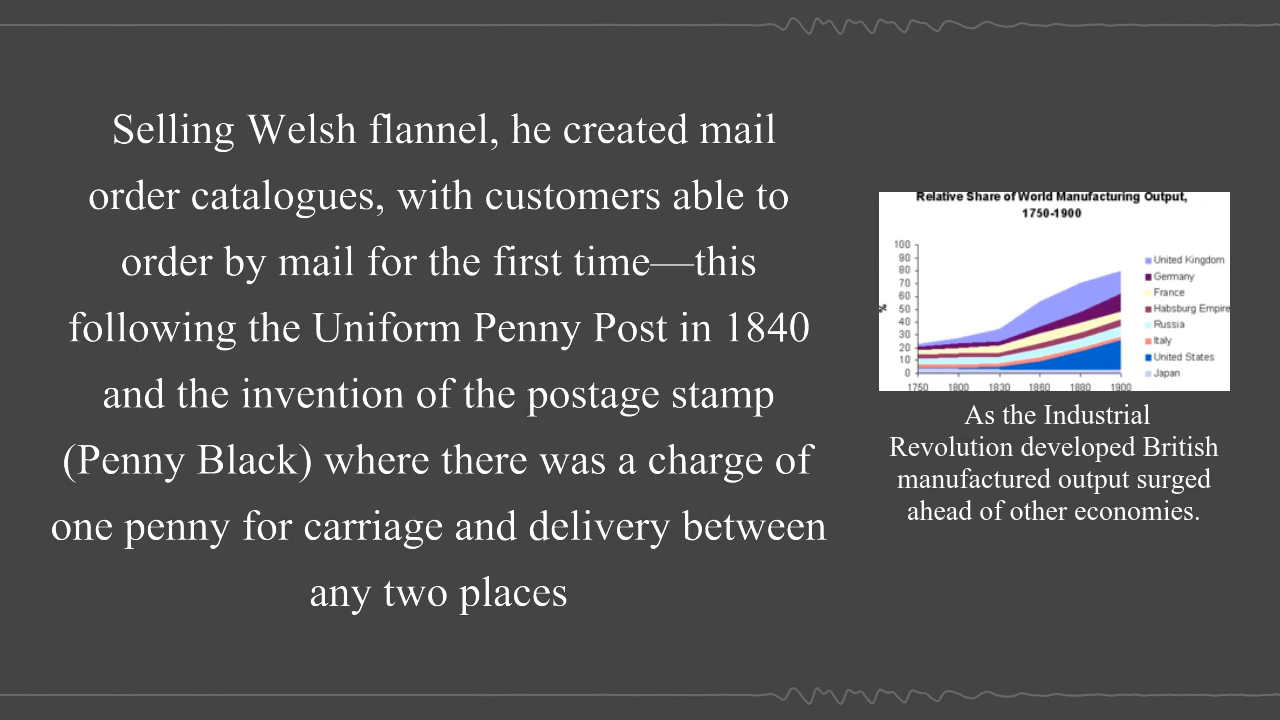 Selling Welsh flannel, he created mail
order catalogues, with customers able to
order by mail for the first time—this
following the Uniform Penny Post in 1840
and the invention of the postage stamp
(Penny Black) where there was a charge of
one penny for carriage and delivery between
any two places
Relative Share of World Manufacturing Output,
1750-1900
100
90
80
70
60
50
40
30
20
10
0
%
1750 1800 1830 1860 1880 1900
United Kingdom
Germany
France
Habsburg Empire
Russia
Italy
United States
Japan
As the Industrial
Revolution developed British
manufactured output surged
ahead of other economies.